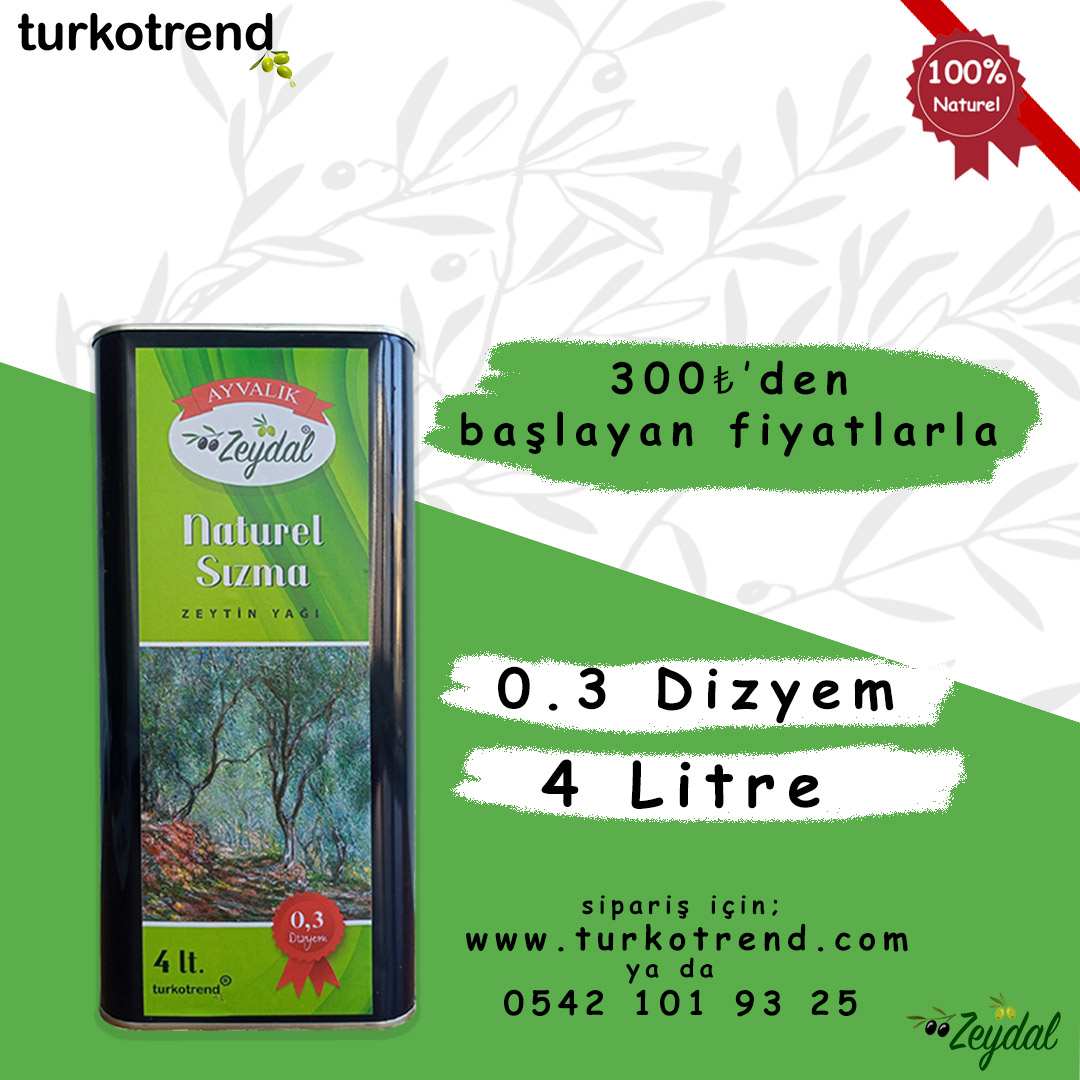 turkotrend
100%
Naturel
300₺'den
başlayan fiyatlarla
AYVALIK
Zeydal®
Naturel
Sızma
ZEYTİN YAĞI
0,3
Dizyem
4 lt.
turkotrend®
0.3 Dizyem
4 Litre
sipariş için;
www.turkotrend.com
ya da
0542 101 93 25
Zeydal